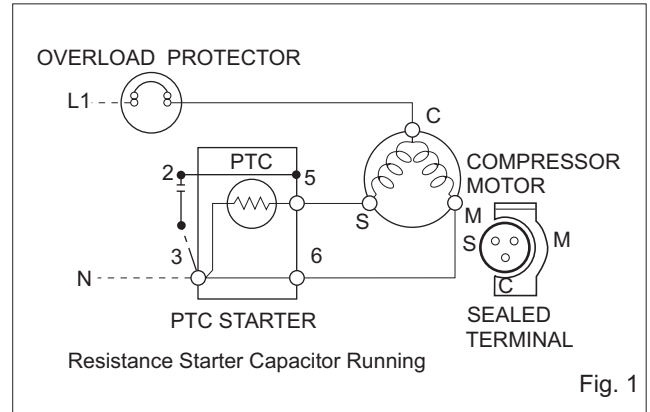 OVERLOAD PROTECTOR
L1
C
PTC
2
5
COMPRESSOR
MOTOR
S
M
S
M
3
6
N
C
PTC STARTER
SEALED
TERMINAL
Resistance Starter Capacitor Running
Fig. 1